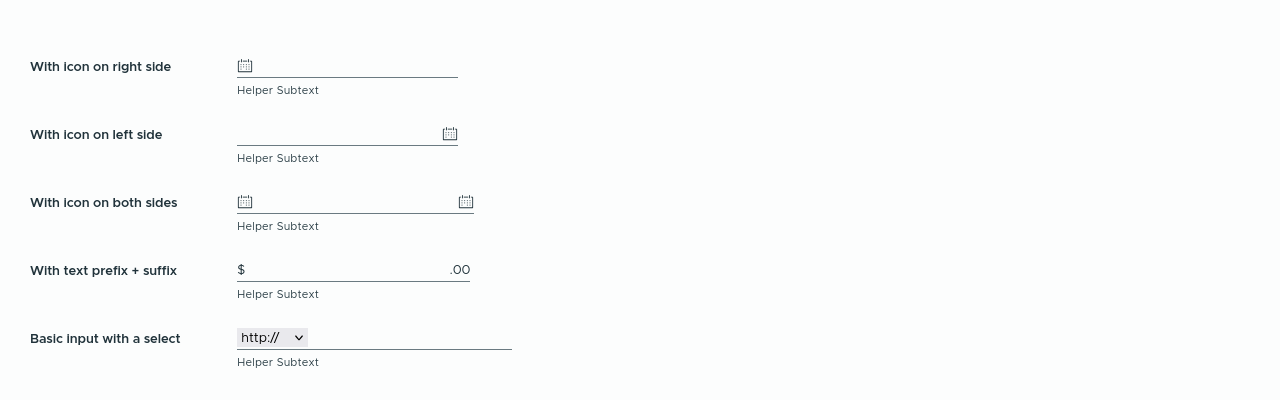 With icon on right side
Helper Subtext
With icon on left side
Helper Subtext
With icon on both sides
Helper Subtext
With text prefix + suffix $ .00
Helper Subtext
Basic input with a select http://
Helper Subtext